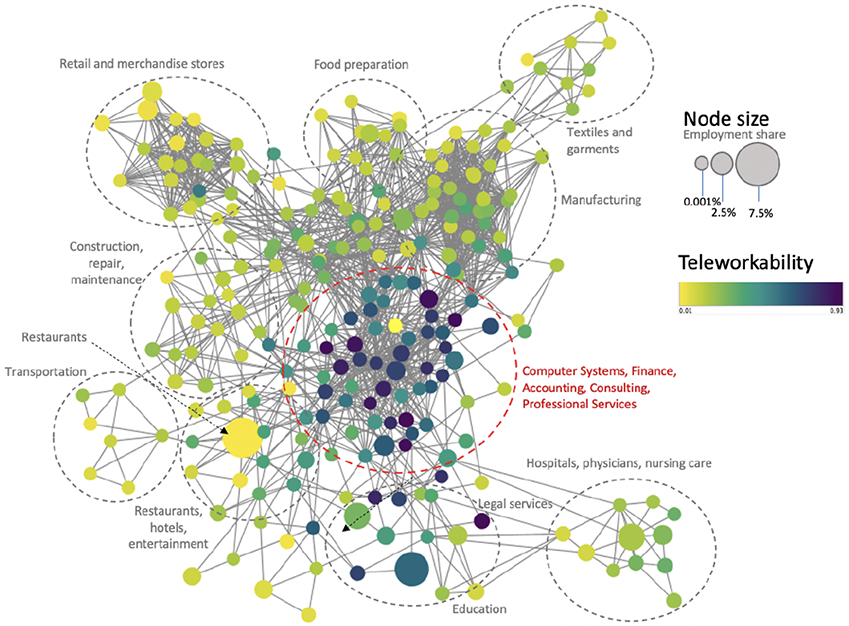 Retail and merchandise stores
Food preparation
Textiles and
garments
Node size
Employment share
0.001%
2.5%
7.5%
Manufacturing
Construction,
repair,
maintenance
Teleworkability
0.01
0.93
Restaurants
Transportation
Computer Systems, Finance,
Accounting, Consulting,
Professional Services
Hospitals, physicians, nursing care
Restaurants,
hotels,
entertainment
Legal services
Education